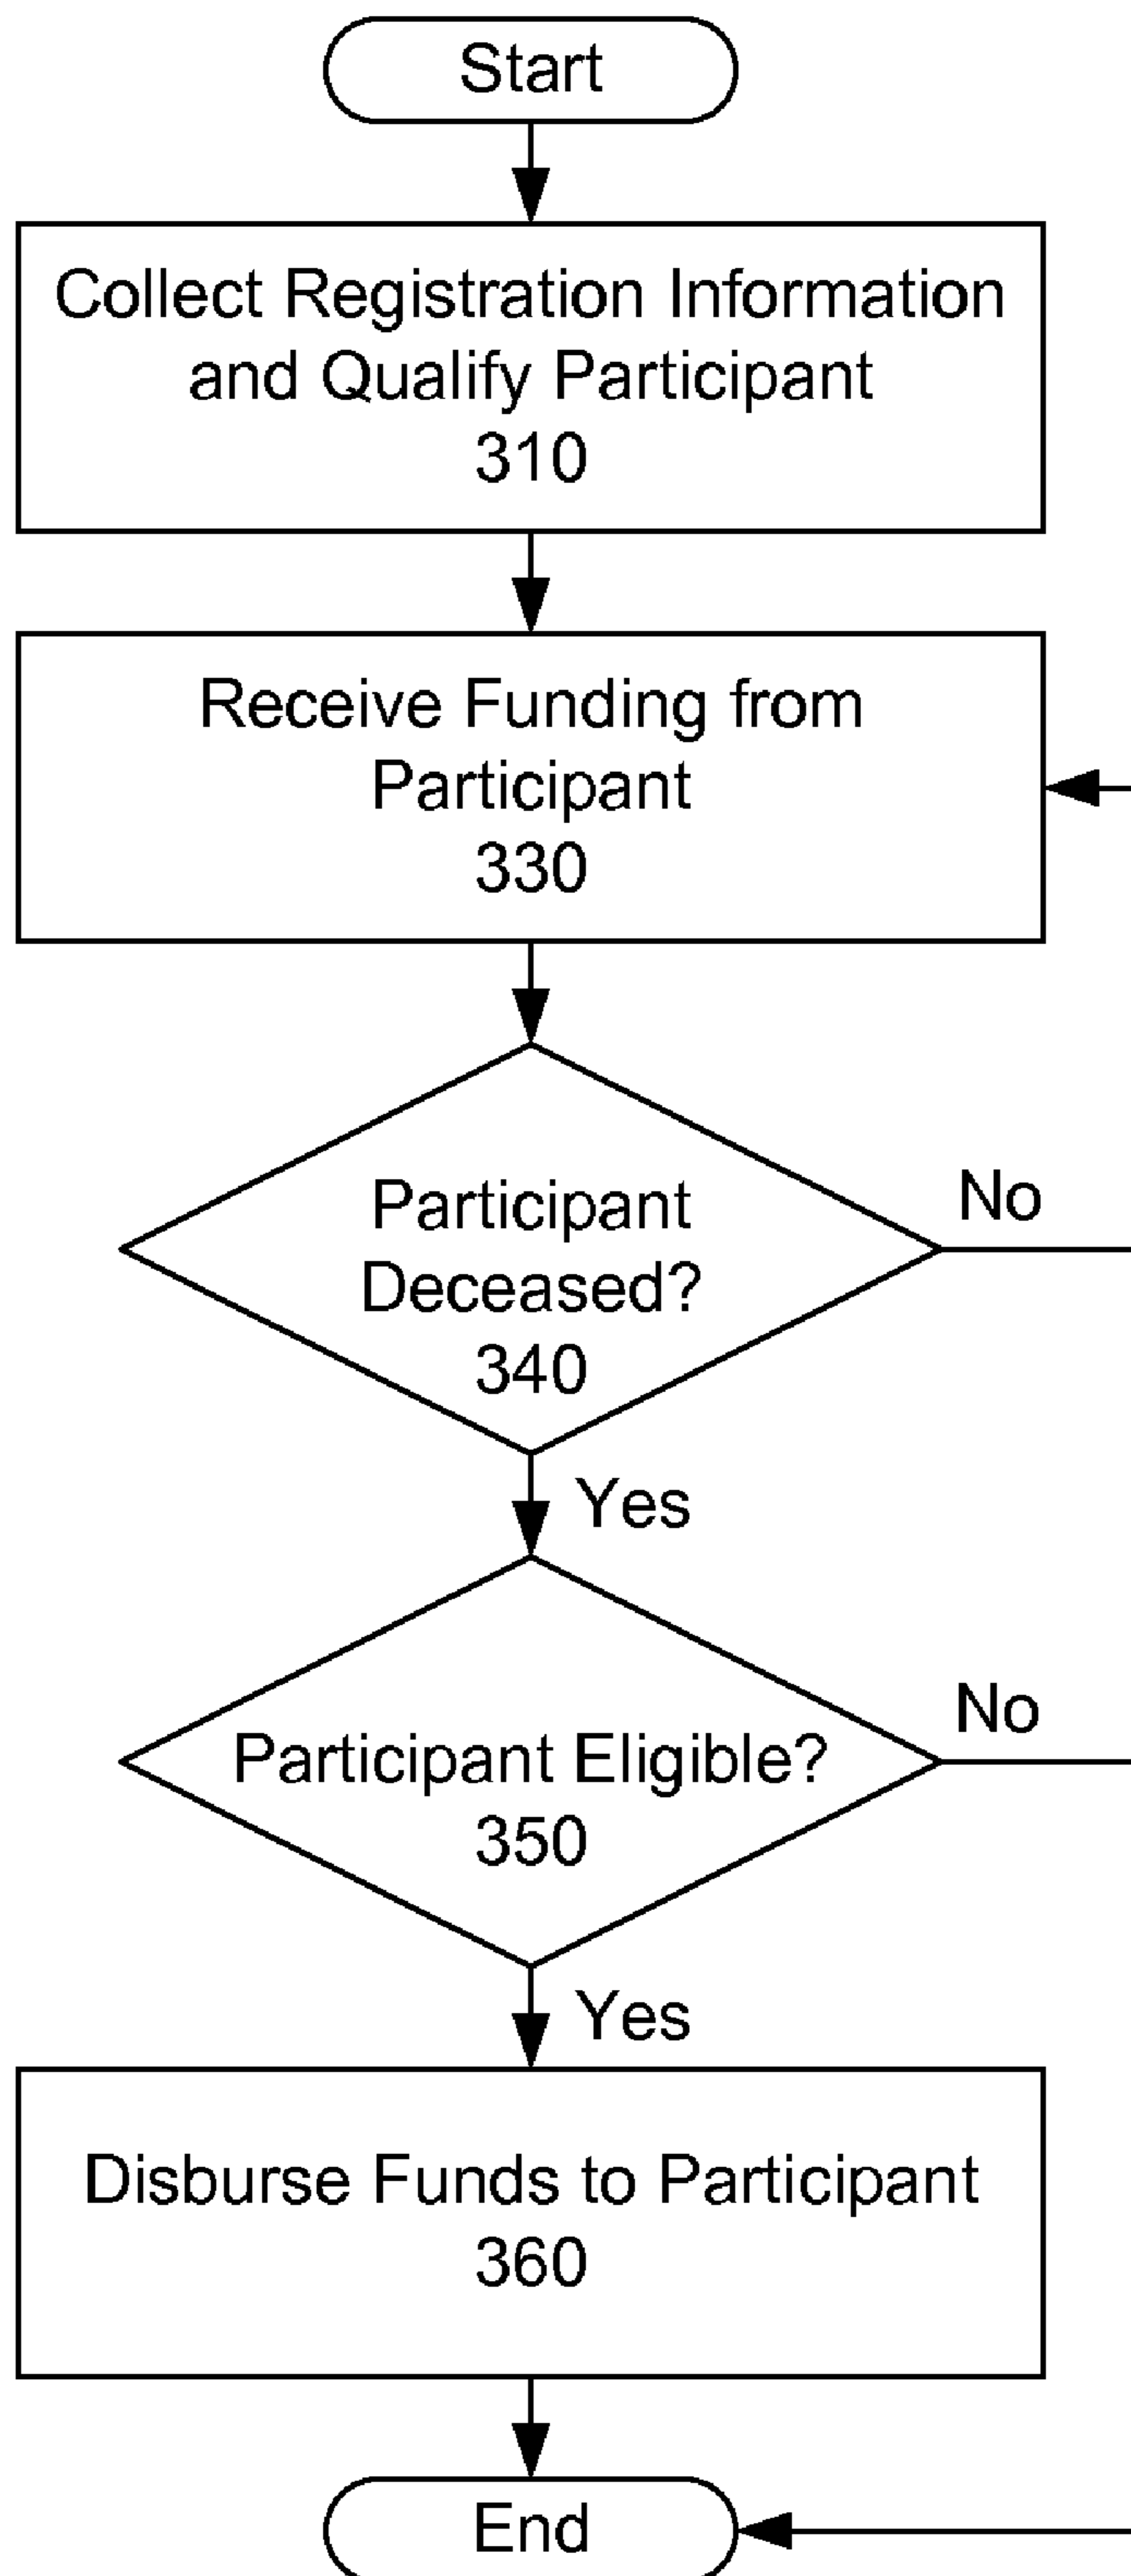 Start
Collect Registration Information
and Qualify Participant
310
Receive Funding from
Participant
330
Participant
Deceased?
340
No
Yes
Participant Eligible?
350
No
Yes
Disburse Funds to Participant
360
End